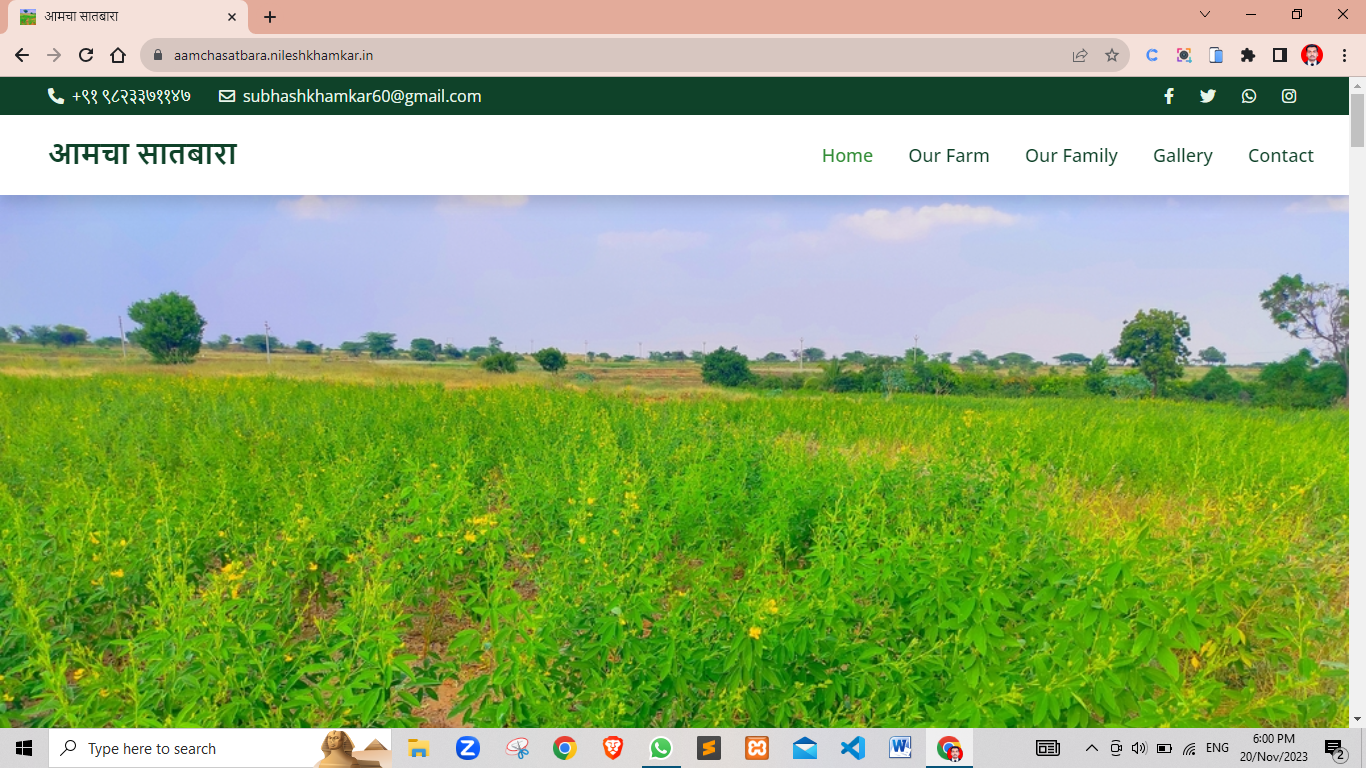 आमचा सातबारा
aamchasatbara.nileshkhamkar.in
+९१ ९८२३३७११४७ subhashkhamkar60@gmail.com
आमचा सातबारा Home Our Farm Our Family Gallery Contact
Type here to search
ENG
6:00 PM
20/Nov/2023
2